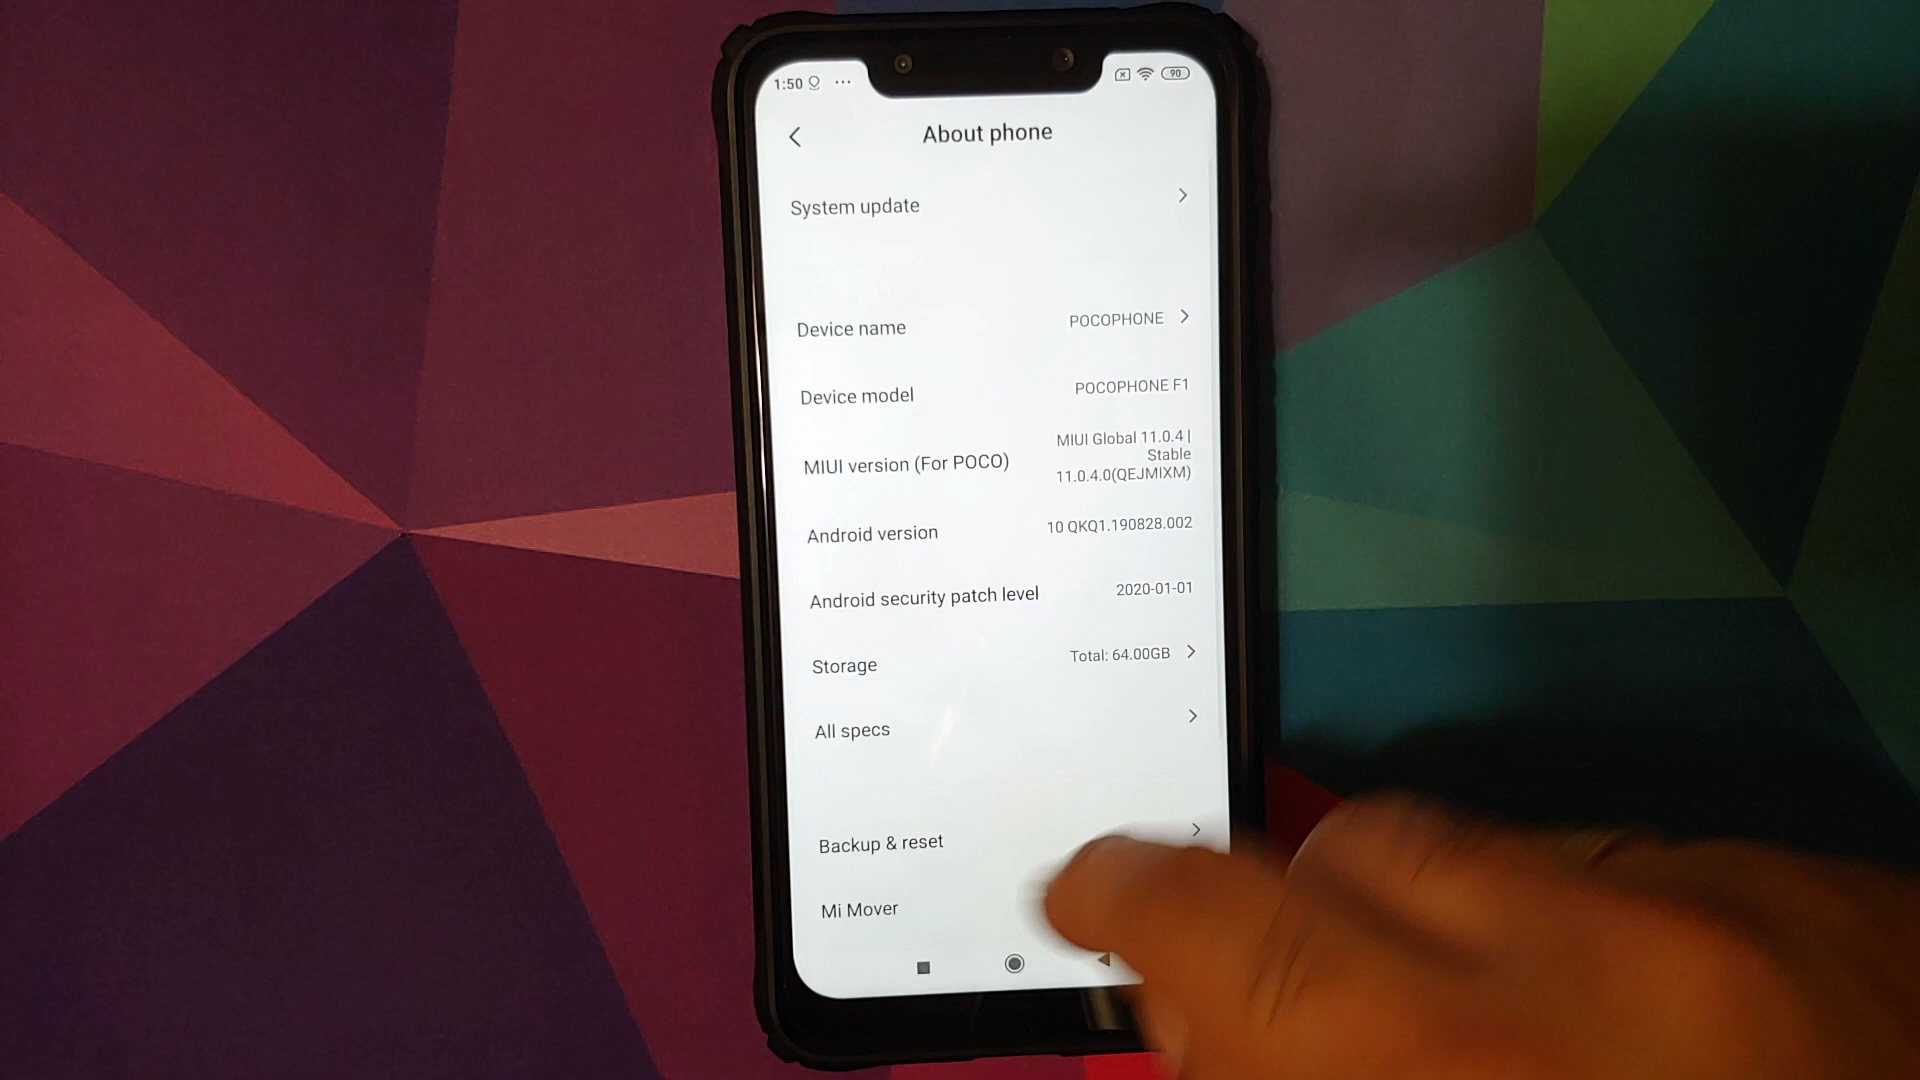 1:50 ... 90
About phone
System update
Device name POCOPHONE
Device model POCOPHONE F1
MIUI version (For POCO) MIUI Global 11.0.4 |
Stable
11.0.4.0(QEJMIXM)
Android version 10 QKQ1.190828.002
Android security patch level 2020-01-01
Storage Total: 64.00GB
All specs
Backup & reset
Mi Mover